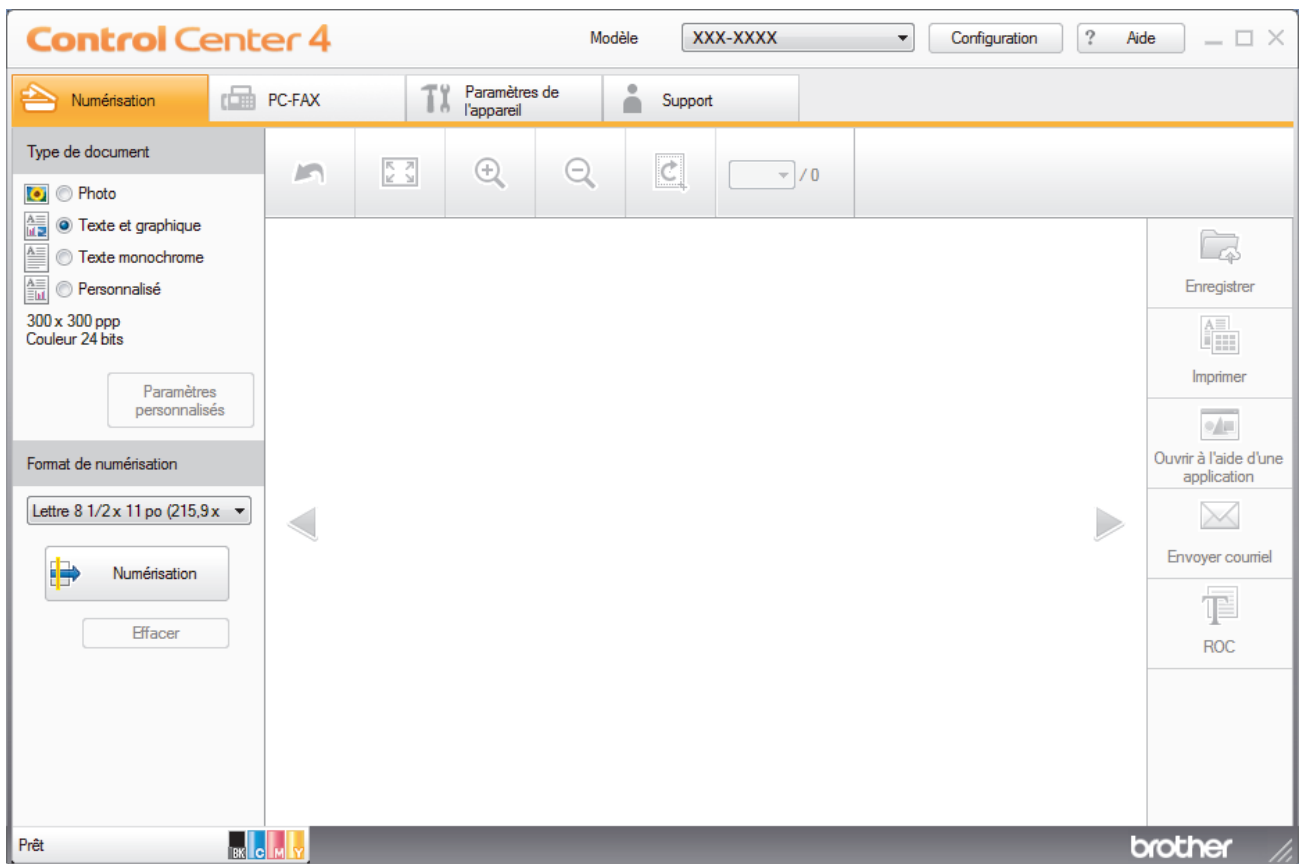 Control Center 4
Modèle
XXX-XXXX
Configuration
? Aide
Numérisation
PC-FAX
Paramètres de
l'appareil
Support
Type de document
Photo
Texte et graphique
Texte monochrome
Personnalisé
300 x 300 ppp
Couleur 24 bits
Paramètres
personnalisés
Format de numérisation
Lettre 8 1/2 x 11 po (215,9 x
Numérisation
Effacer
/ 0
Enregistrer
Imprimer
Ouvrir à l'aide d'une
application
Envoyer courriel
ROC
Prêt
BK C M Y
brother